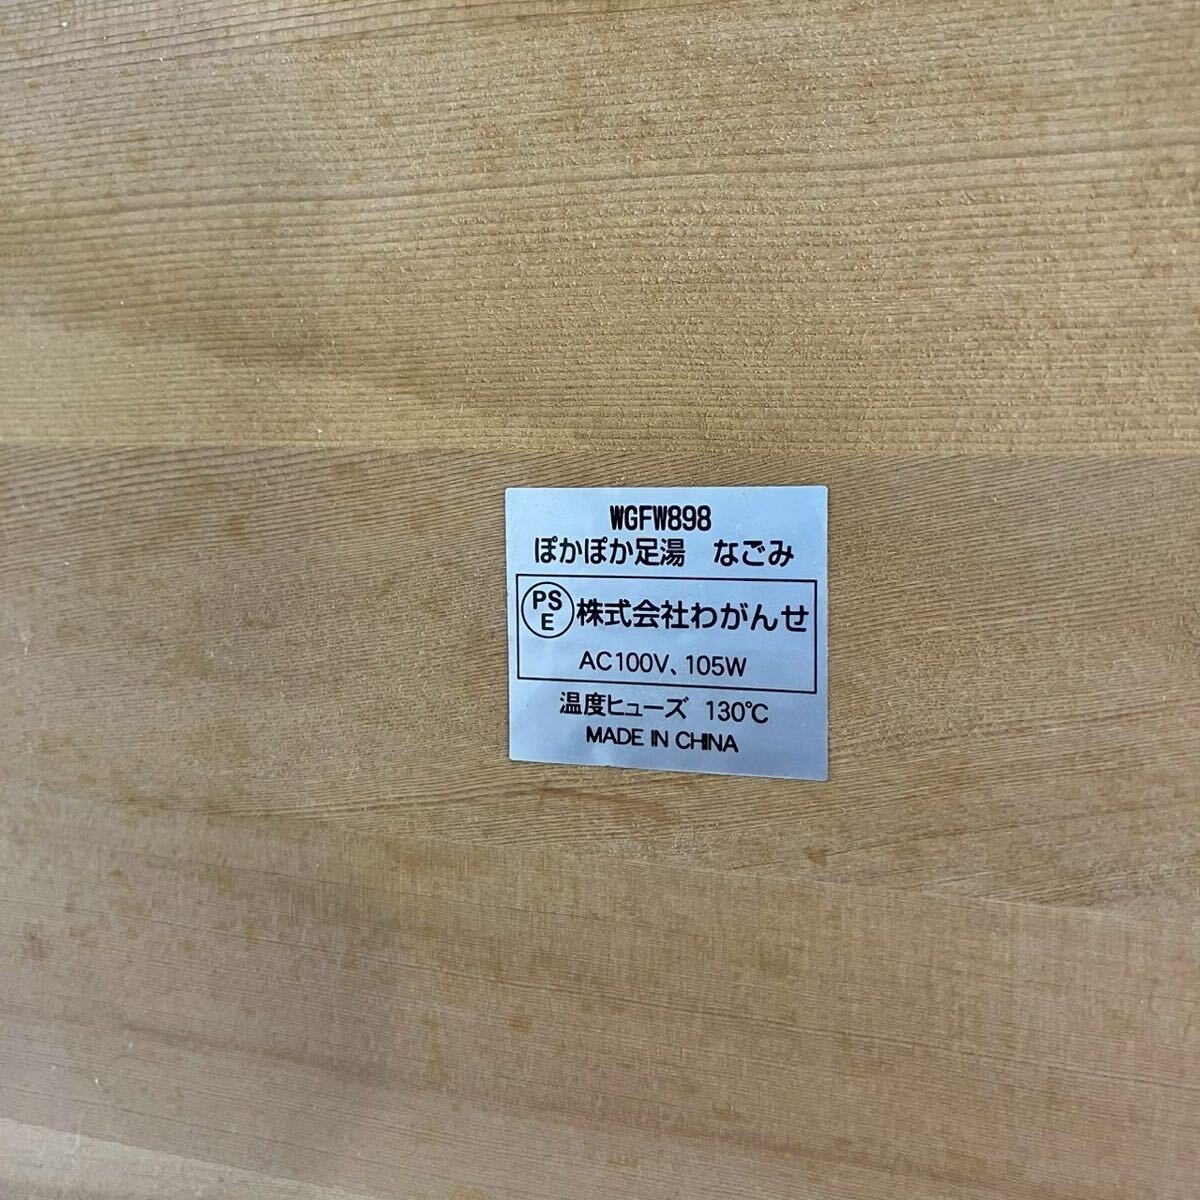 WGFW898
ぽかぽか足湯　なごみ
PS
E
株式会社わがんせ
AC100V、105W
温度ヒューズ 130℃
MADE IN CHINA